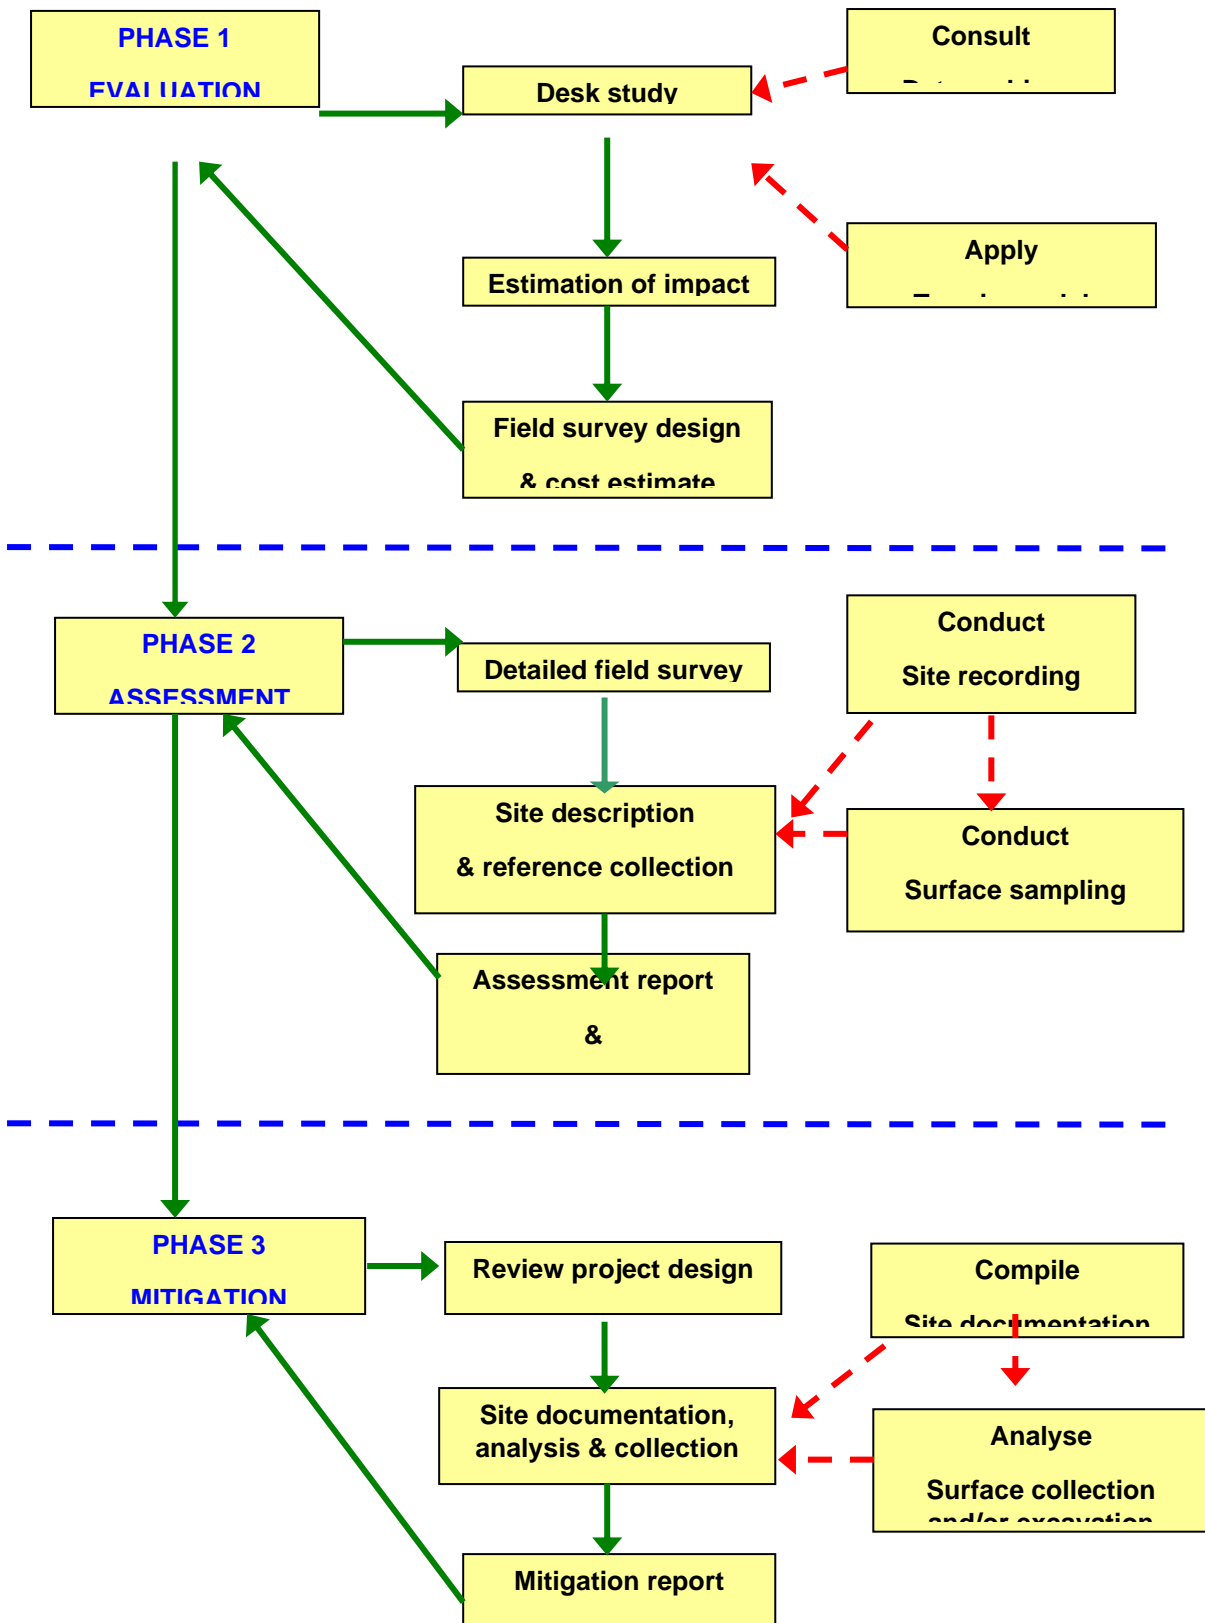 PHASE 1
EVALUATION
Desk study
Consult
Estimation of impact
Apply
Field survey design
& cost estimate
PHASE 2
ASSESSMENT
Detailed field survey
Conduct
Site recording
Site description
& reference collection
Conduct
Surface sampling
Assessment report
&
PHASE 3
MITIGATION
Review project design
Compile
Site documentation
Site documentation,
analysis & collection
Analyse
Surface collection
and/or excavation
Mitigation report